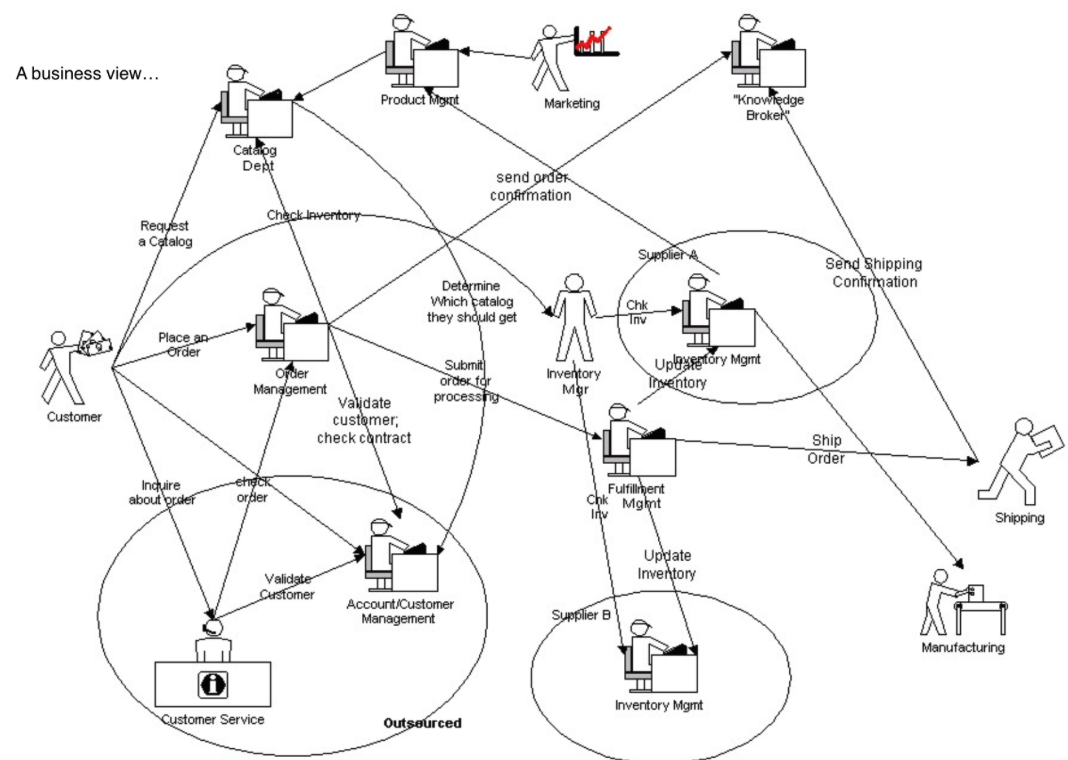 A business view...
Product Mgmt
Marketing
"Knowledge
Broker"
Catalog
Dept
send order
confirmation
Request
a Catalog
Check Inventory
Supplier A
Send Shipping
Confirmation
Determine
Which catalog
they should get
Chk
Inv
Place an
Order
Order
Management
Customer
Inventory
Mgr
Inventory Mgmt
Update
Inventory
Submit
order for
processing
Validate
customer;
check contract
Ship
Order
Inquire
about order
check
order
Fulfillment
Mgmt
Chk
Inv
Shipping
Update
Inventory
Validate
Customer
Account/Customer
Management
Supplier B
Manufacturing
Inventory Mgmt
Customer Service
Outsourced